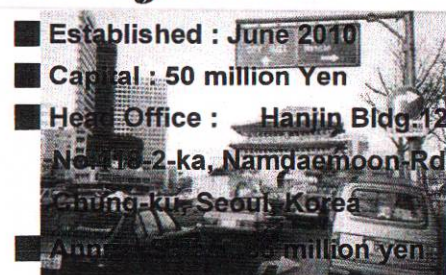 Established : June 2010
Capital : 50 million Yen
Head Office : Hanjin Bldg 12
2-ka, Namdaemoon-Rd
Chung-ku, Seoul, Korea
million yen